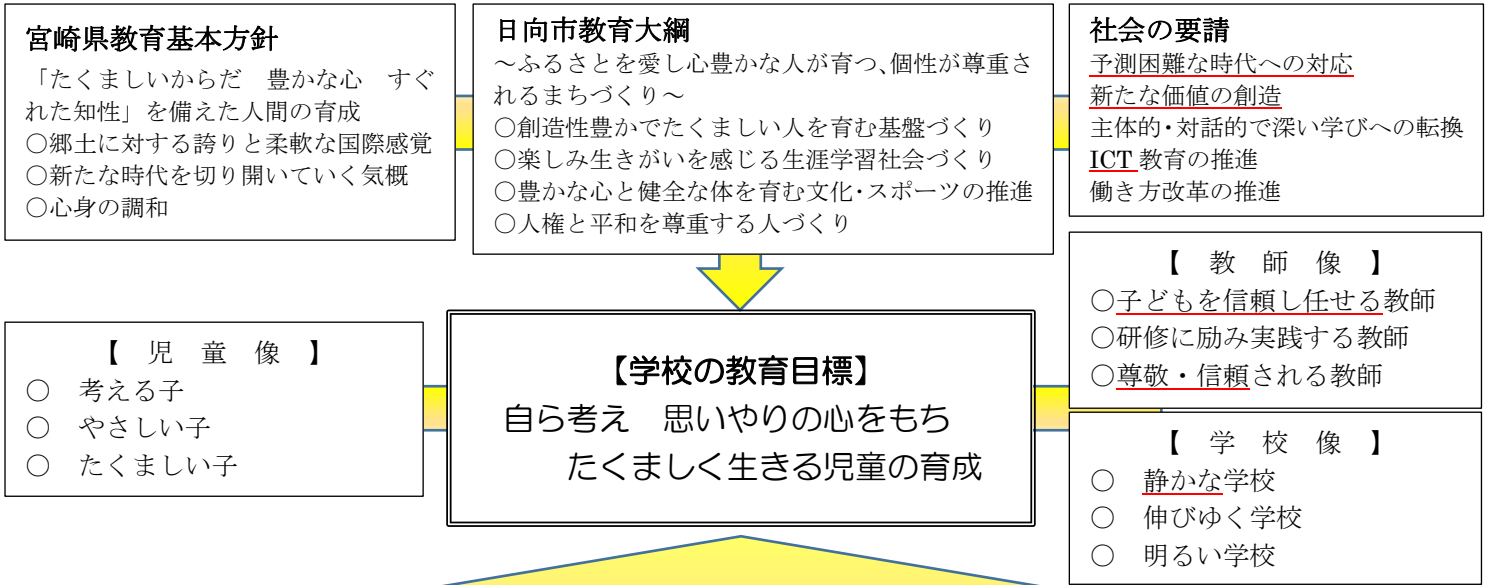 宮崎県教育基本方針
「たくましいからだ　豊かな心　すぐ
れた知性」を備えた人間の育成
○郷土に対する誇りと柔軟な国際感覚
○新たな時代を切り開いていく気概
○心身の調和
日向市教育大綱
～ふるさとを愛し心豊かな人が育つ、個性が尊重さ
れるまちづくり～
○創造性豊かでたくましい人を育む基盤づくり
○楽しみ生きがいを感じる生涯学習社会づくり
○豊かな心と健全な体を育む文化・スポーツの推進
○人権と平和を尊重する人づくり
社会の要請
予測困難な時代への対応
新たな価値の創造
主体的・対話的で深い学びへの転換
ICT 教育の推進
働き方改革の推進
【　児　童　像　】
○　考える子
○　やさしい子
○　たくましい子
【学校の教育目標】
自ら考え　思いやりの心をもち
たくましく生きる児童の育成
【　教　師　像　】
○子どもを信頼し任せる教師
○研修に励み実践する教師
○尊敬・信頼される教師
【　学　校　像　】
○　静かな学校
○　伸びゆく学校
○　明るい学校